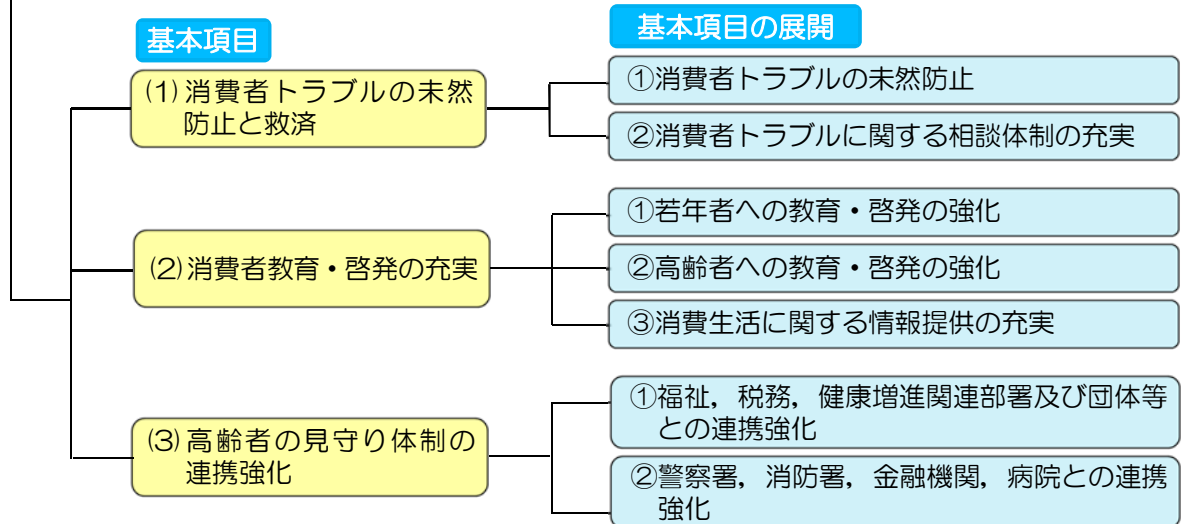 基本項目
基本項目の展開
(1)消費者トラブルの未然
防止と救済
①消費者トラブルの未然防止
②消費者トラブルに関する相談体制の充実
(2)消費者教育・啓発の充実
①若年者への教育・啓発の強化
②高齢者への教育・啓発の強化
③消費生活に関する情報提供の充実
(3)高齢者の見守り体制の
連携強化
①福祉，税務，健康増進関連部署及び団体等
との連携強化
②警察署，消防署，金融機関，病院との連携
強化